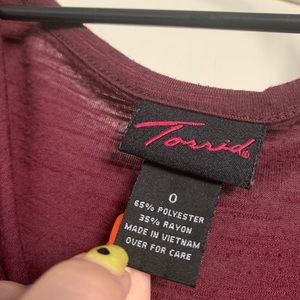 Torrid®
0
65% POLYESTER
35% RAYON
MADE IN VIETNAM
OVER FOR CARE